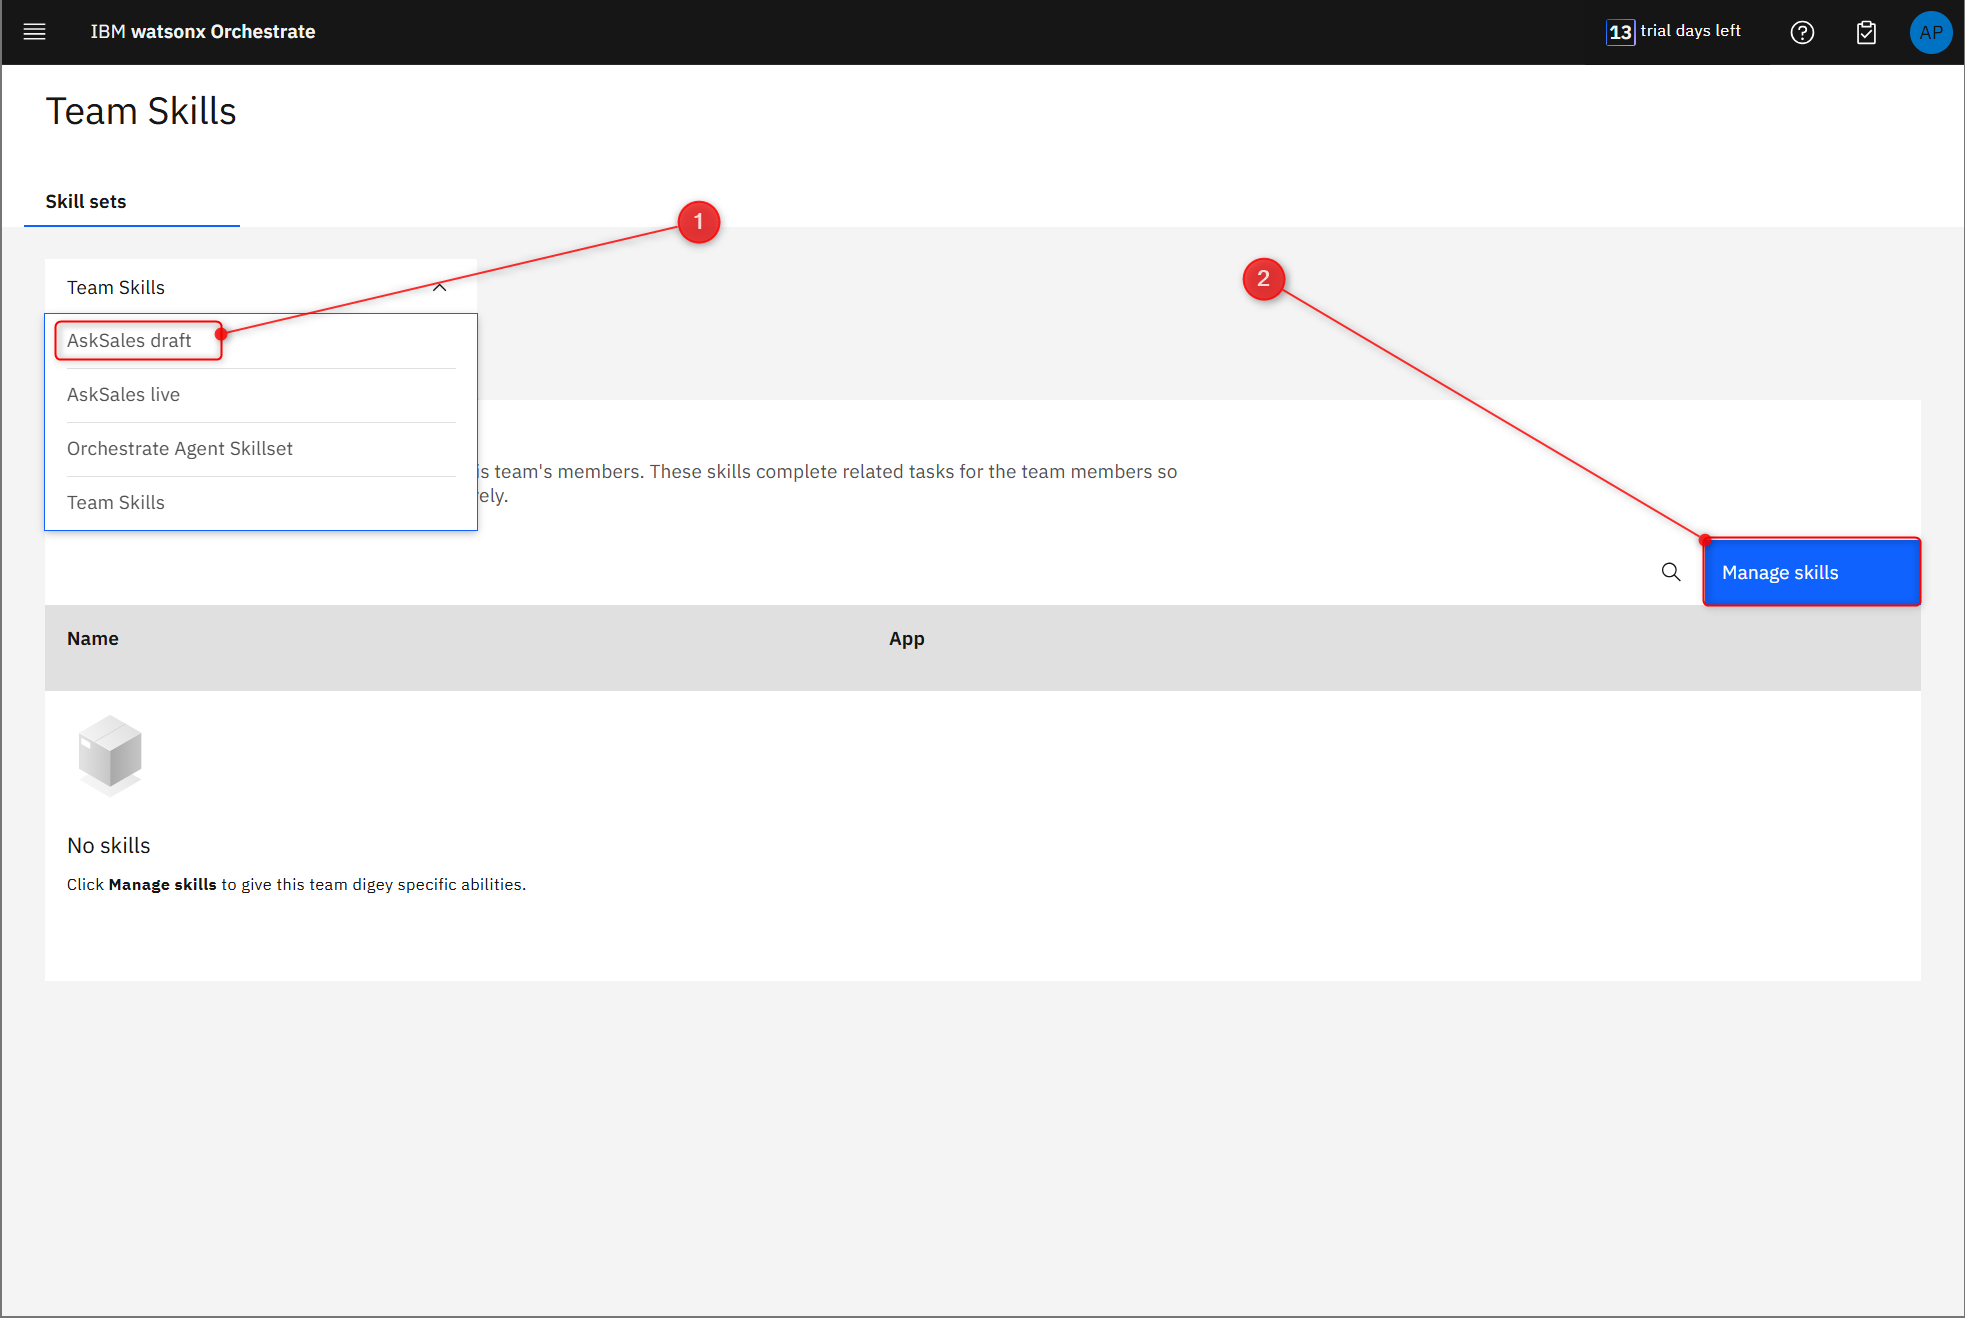 IBM watsonx Orchestrate
13 trial days left
AP
Team Skills
Skill sets
1
2
Team Skills
AskSales draft
AskSales live
Orchestrate Agent Skillset
Team Skills
team's members. These skills complete related tasks for the team members so
Manage skills
Name App
No skills
Click Manage skills to give this team digey specific abilities.